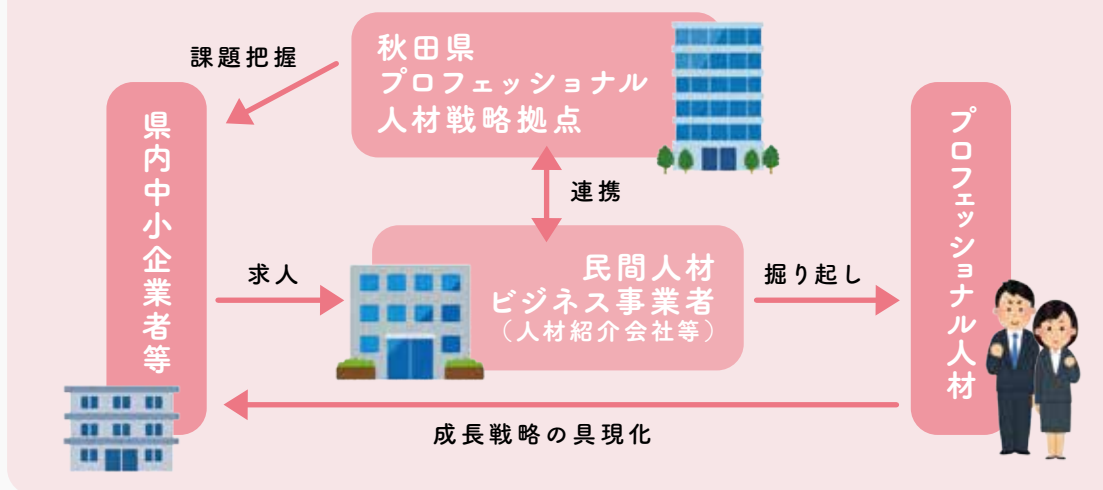 課題把握
秋田県
プロフェッショナル
人材戦略拠点
県内中小企業者等
連携
プロフェッショナル人材
求人
民間人材
ビジネス事業者
（人材紹介会社等）
掘り起し
成長戦略の具現化